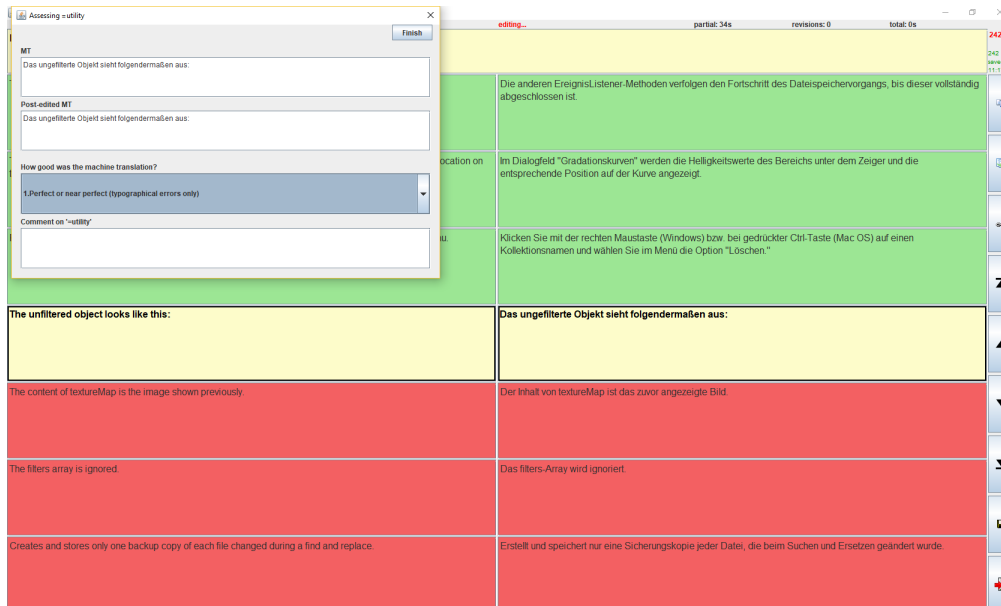 Assessing =utility
editing...
partial: 34s
revisions: 0
total: 0s
Finish
242
MT
Das ungefilterte Objekt sieht folgendermaßen aus:
242
Post-edited MT
Das ungefilterte Objekt sieht folgendermaßen aus:
Die anderen EreignisListener-Methoden verfolgen den Fortschritt des Dateispeichervorgangs, bis dieser vollständig
abgeschlossen ist.
How good was the machine translation?
1.Perfect or near perfect (typographical errors only)
Comment on '=utility'
ocation on
Im Dialogfeld "Gradationskurven" werden die Helligkeitswerte des Bereichs unter dem Zeiger und die
entsprechende Position auf der Kurve angezeigt.
u.
Klicken Sie mit der rechten Maustaste (Windows) bzw. bei gedrückter Ctrl-Taste (Mac OS) auf einen
Kollektionsnamen und wählen Sie im Menü die Option "Löschen."
The unfiltered object looks like this:
Das ungefilterte Objekt sieht folgendermaßen aus:
The content of textureMap is the image shown previously.
Der Inhalt von textureMap ist das zuvor angezeigte Bild.
The filters array is ignored.
Das filters-Array wird ignoriert.
Creates and stores only one backup copy of each file changed during a find and replace.
Erstellt und speichert nur eine Sicherungskopie jeder Datei, die beim Suchen und Ersetzen geändert wurde.